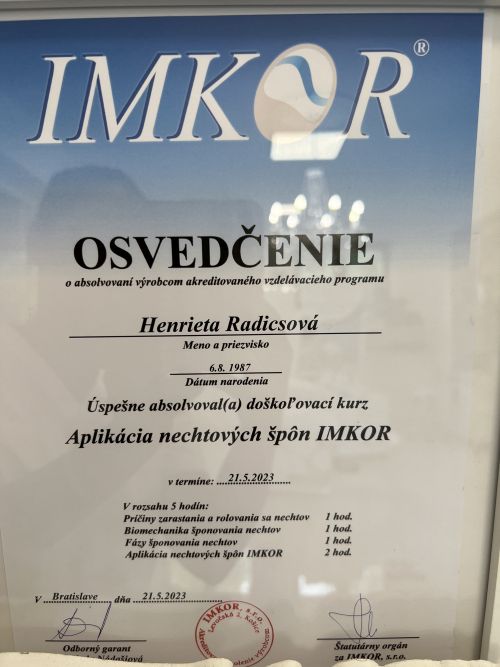 IMKOR®
OSVEDČENIE
o absolvovaní výrobcom akreditovaného vzdelávacieho programu
Henrieta Radicsová
Meno a priezvisko
6.8. 1987
Dátum narodenia
Úspešne absolvoval(a) doškoľovací kurz
Aplikácia nechtových špôn IMKOR
v termíne: 21.5.2023
V rozsahu 5 hodín:
Príčiny zarastania a rolovania sa nechtov 1 hod.
Biomechanika šponovania nechtov 1 hod.
Fázy šponovania nechtov 1 hod.
Aplikácia nechtových špôn IMKOR 2 hod.
V Bratislave dňa 21.5.2023
IMKOR, s.r.o.
Levočská 2, Košice
Odborný garant
Štatutárny orgán
za IMKOR, s.r.o.